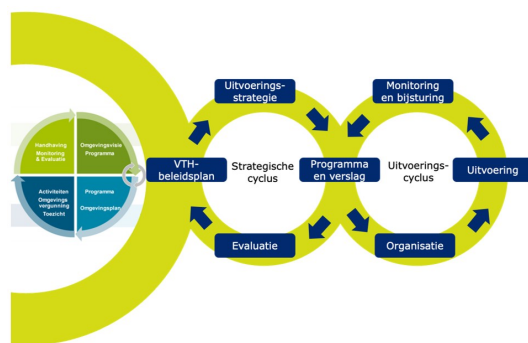 Handhaving
Monitoring
& Evaluatie
Omgevingsvisie
Programma
Activiteiten
Omgevings
vergunning
Toezicht
Programma
Omgevingsplan
VTH-
beleidsplan
Uitvoerings-
strategie
Strategische
cyclus
Evaluatie
Programma
en verslag
Monitoring
en bijsturing
Uitvoerings-
cyclus
Uitvoering
Organisatie